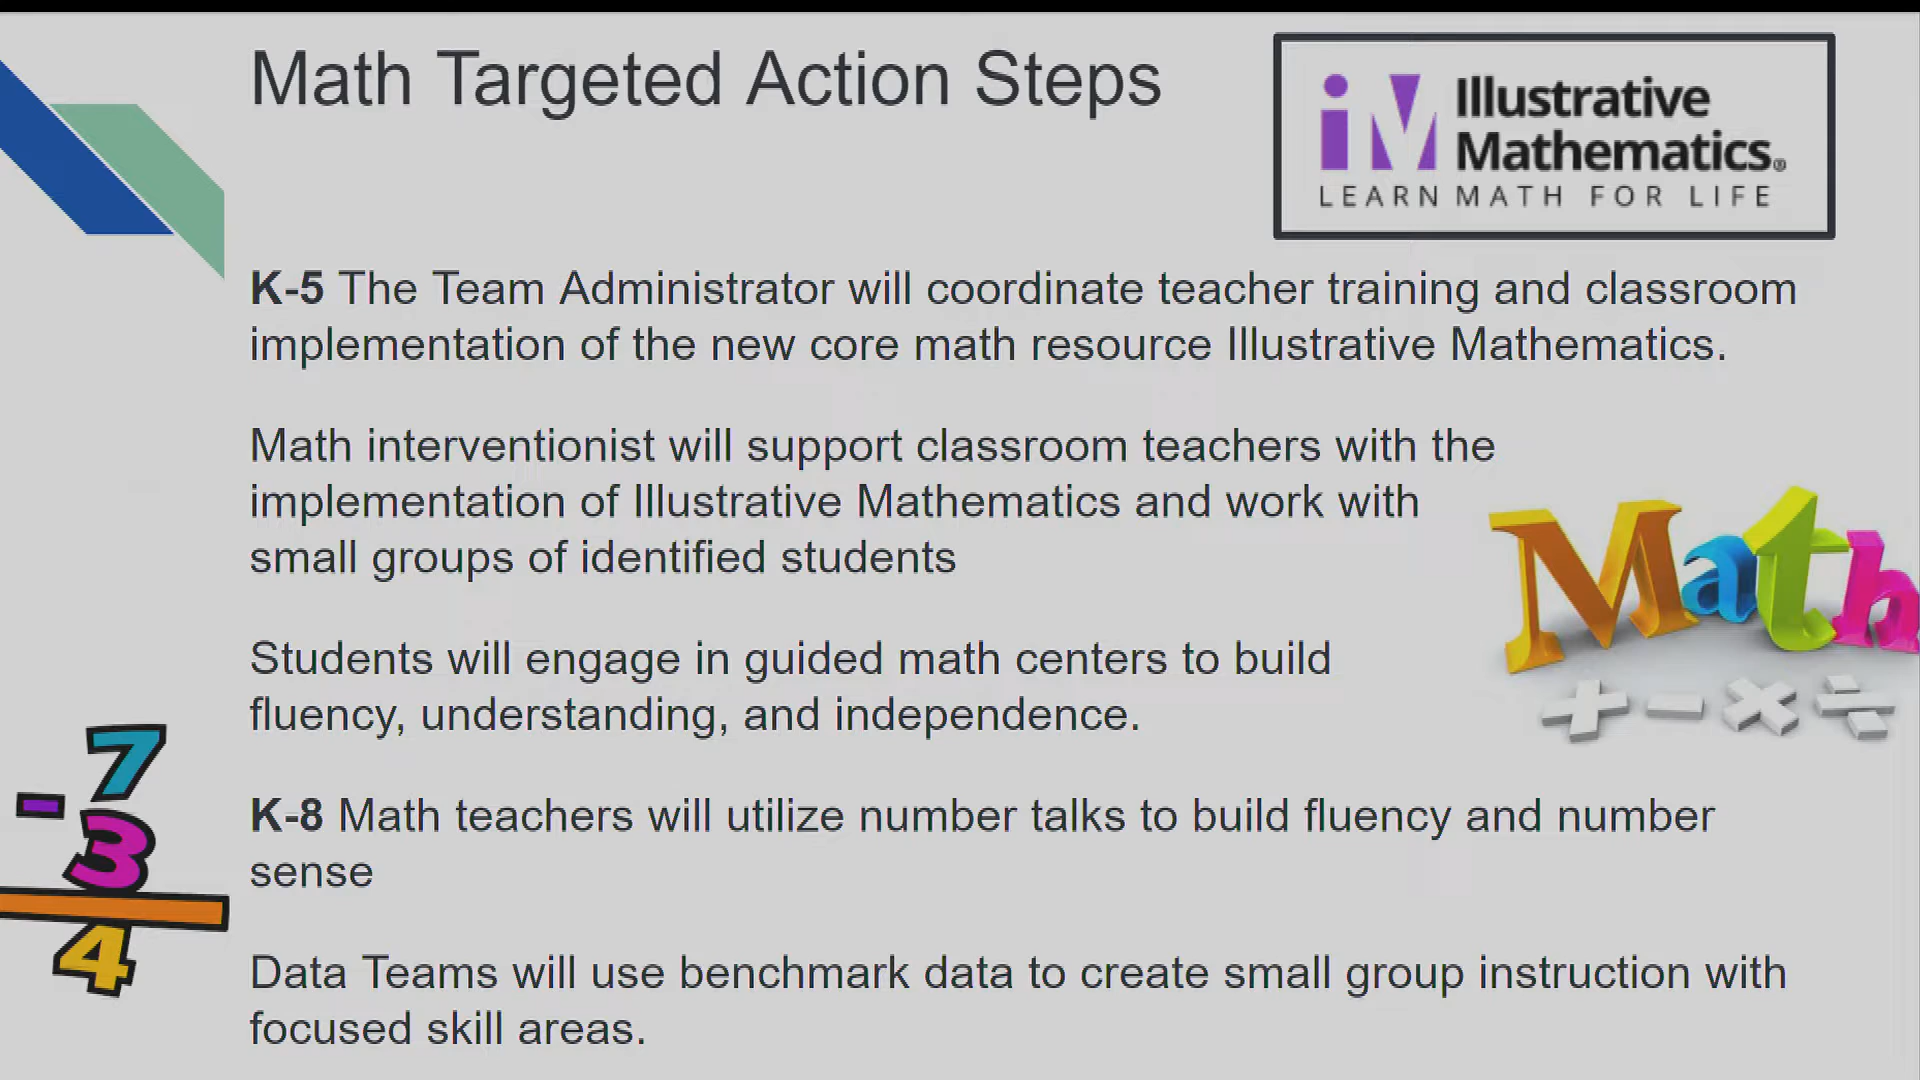 Math Targeted Action Steps
iM Illustrative
Mathematics®
LEARN MATH FOR LIFE
K-5 The Team Administrator will coordinate teacher training and classroom
implementation of the new core math resource Illustrative Mathematics.
Math interventionist will support classroom teachers with the
implementation of Illustrative Mathematics and work with
small groups of identified students
Math
+ - × ÷
Students will engage in guided math centers to build
fluency, understanding, and independence.
7
- 3
4
K-8 Math teachers will utilize number talks to build fluency and number
sense
Data Teams will use benchmark data to create small group instruction with
focused skill areas.